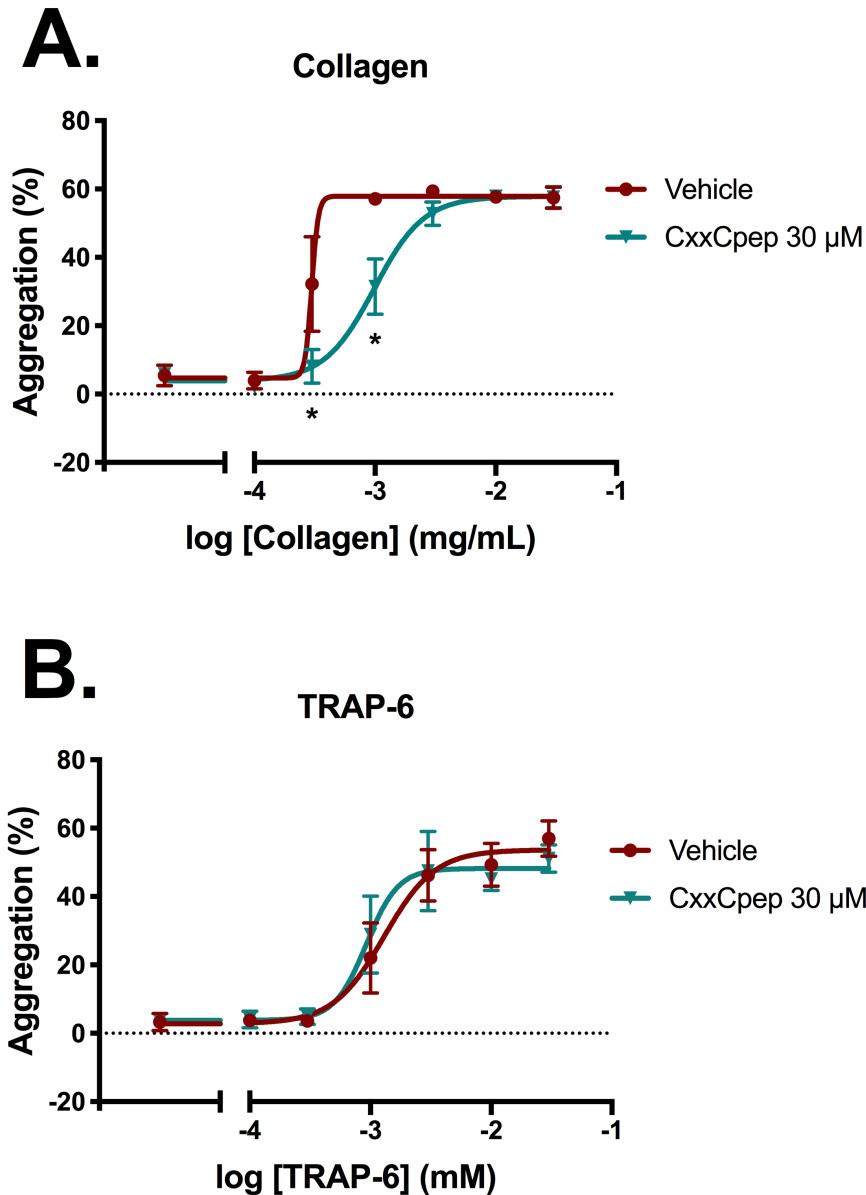 A.
Collagen
80
60
40
20
0
-20
Aggregation (%)
Vehicle
CxxCpep 30 µM
*
*
-4 -3 -2 -1
log [Collagen] (mg/mL)
B.
TRAP-6
80
60
40
20
0
-20
Aggregation (%)
Vehicle
CxxCpep 30 µM
-4 -3 -2 -1
log [TRAP-6] (mM)